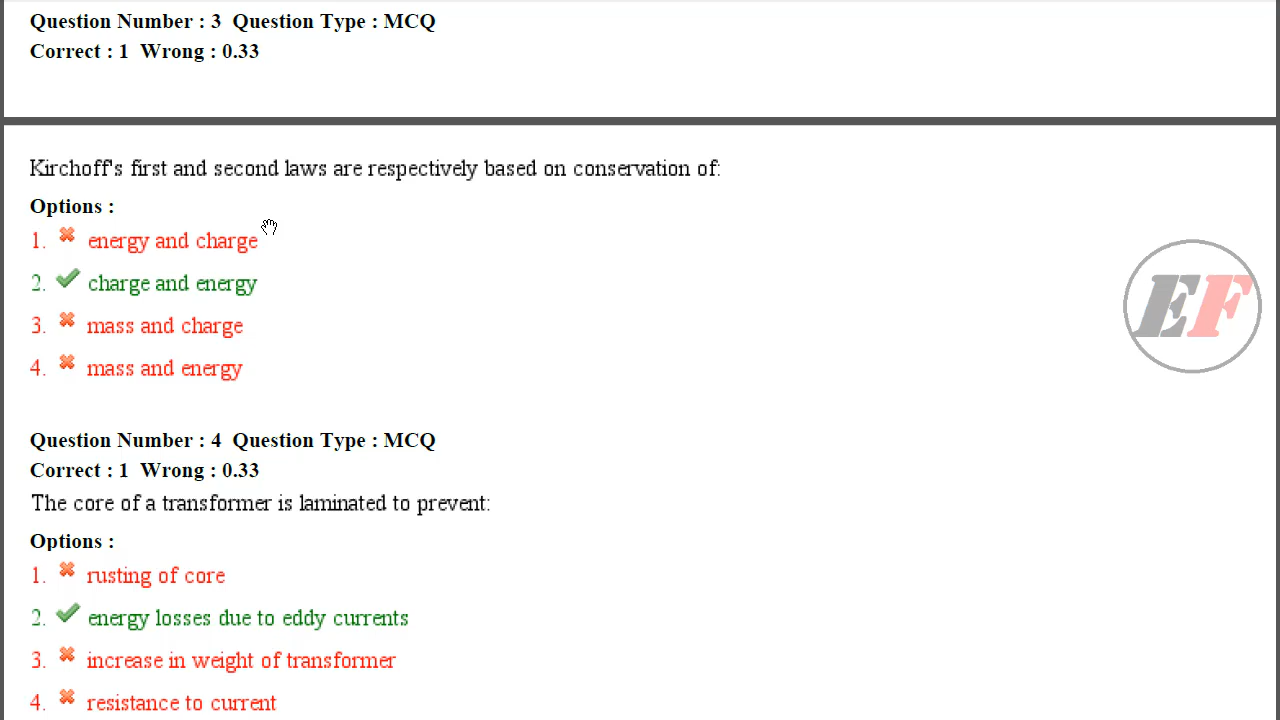 Question Number : 3 Question Type : MCQ
Correct : 1 Wrong : 0.33
Kirchoff's first and second laws are respectively based on conservation of:
Options :
1. ✖ energy and charge
2. ✔ charge and energy
3. ✖ mass and charge
4. ✖ mass and energy
EF
Question Number : 4 Question Type : MCQ
Correct : 1 Wrong : 0.33
The core of a transformer is laminated to prevent:
Options :
1. ✖ rusting of core
2. ✔ energy losses due to eddy currents
3. ✖ increase in weight of transformer
4. ✖ resistance to current